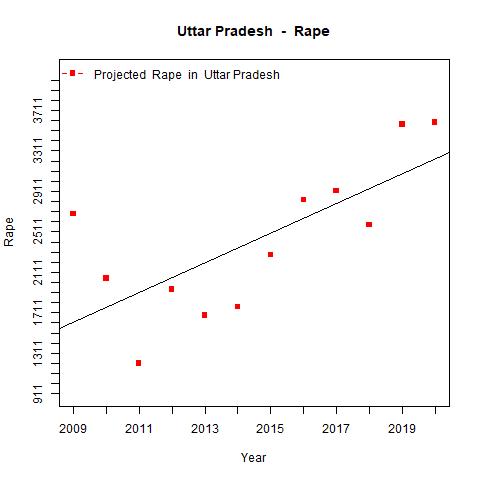 Uttar Pradesh - Rape
Projected Rape in Uttar Pradesh
3711
3311
2911
2511
2111
1711
1311
911
Rape
2009 2011 2013 2015 2017 2019
Year